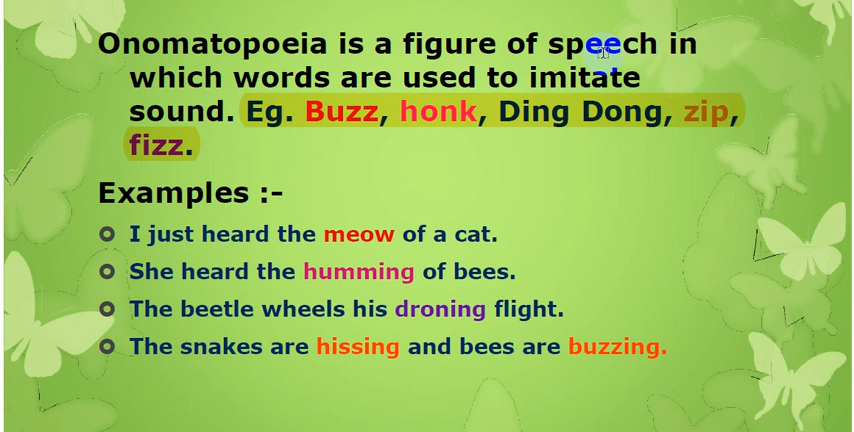 Onomatopoeia is a figure of speech in
which words are used to imitate
sound. Eg. Buzz, honk, Ding Dong, zip,
fizz.
Examples :-
I just heard the meow of a cat.
She heard the humming of bees.
The beetle wheels his droning flight.
The snakes are hissing and bees are buzzing.